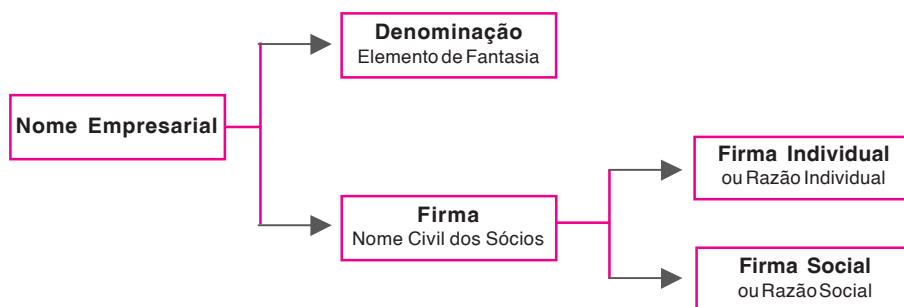 Denominação
Elemento de Fantasia
Nome Empresarial
Firma
Nome Civil dos Sócios
Firma Individual
ou Razão Individual
Firma Social
ou Razão Social